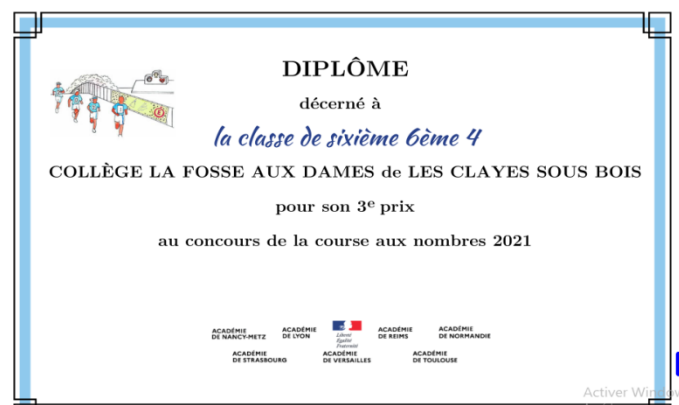 DIPLÔME
décerné à
la classe de sixième 6ème 4
COLLÈGE LA FOSSE AUX DAMES de LES CLAYES SOUS BOIS
pour son 3e prix
au concours de la course aux nombres 2021
ACADÉMIE DE NANCY-METZ
ACADÉMIE DE LYON
Liberté
Égalité
Fraternité
ACADÉMIE DE REIMS
ACADÉMIE DE NORMANDIE
ACADÉMIE DE STRASBOURG
ACADÉMIE DE VERSAILLES
ACADÉMIE DE TOULOUSE
Activer Window